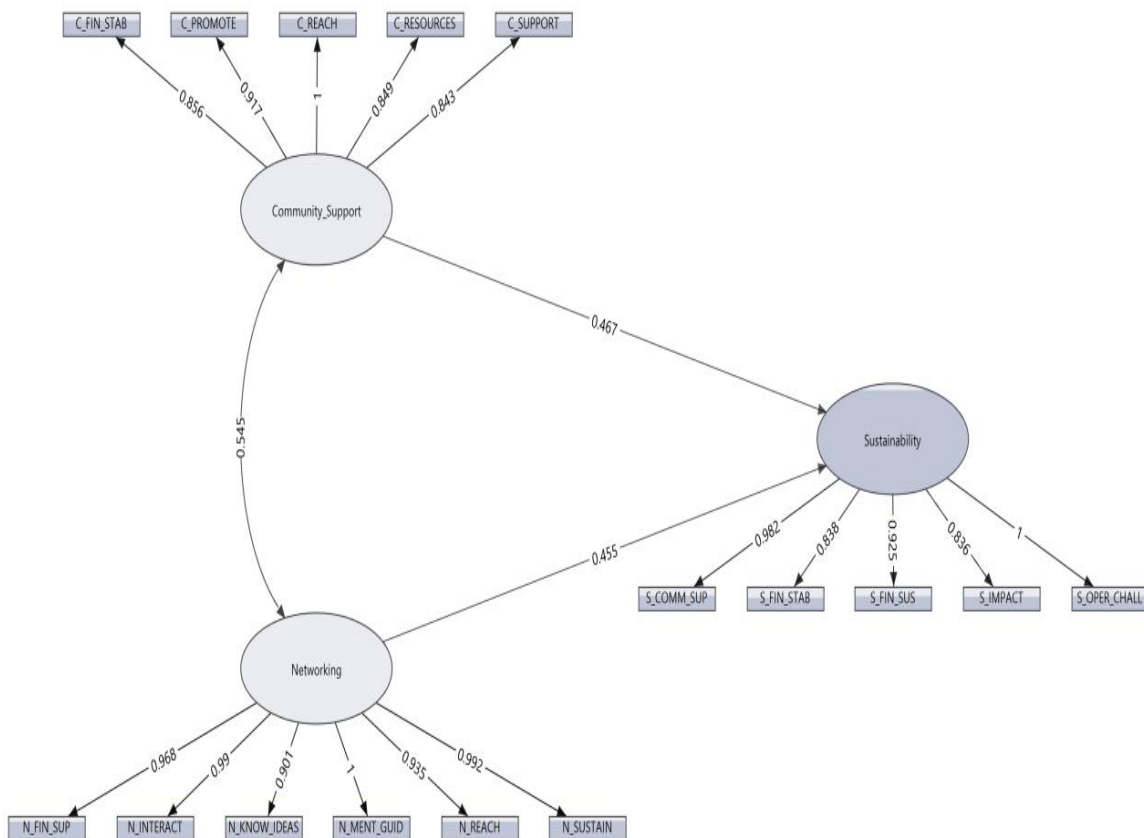 C_FIN_STAB
C_PROMOTE
C_REACH
C_RESOURCES
C_SUPPORT
0.856
0.917
1
0.849
0.843
Community_Support
0.467
0.545
Sustainability
0.455
0.982
0.838
0.925
0.836
1
S_COMM_SUP
S_FIN_STAB
S_FIN_SUS
S_IMPACT
S_OPER_CHALL
Networking
0.968
0.99
0.901
1
0.935
0.992
N_FIN_SUP
N_INTERACT
N_KNOW_IDEAS
N_MENT_GUID
N_REACH
N_SUSTAIN